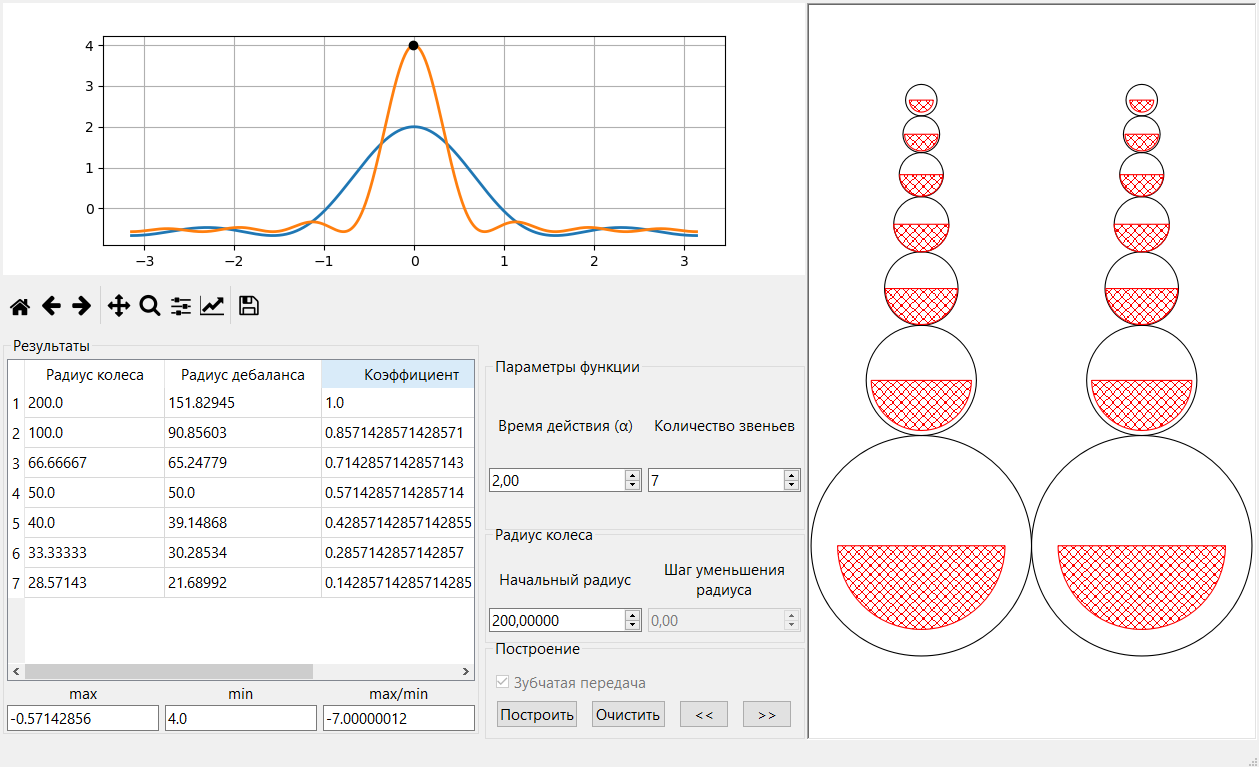 4
3
2
1
0
−3 −2 −1 0 1 2 3
Результаты
Радиус колеса Радиус дебаланса Коэффициент
1 200.0 151.82945 1.0
2 100.0 90.85603 0.8571428571428571
3 66.66667 65.24779 0.7142857142857143
4 50.0 50.0 0.5714285714285714
5 40.0 39.14868 0.42857142857142855
6 33.33333 30.28534 0.2857142857142857
7 28.57143 21.68992 0.14285714285714285
< >
max min max/min
-0.57142856 4.0 -7.00000012
Параметры функции
Время действия (α) Количество звеньев
2,00 7
Радиус колеса
Начальный радиус Шаг уменьшения
радиуса
200,00000 0,00
Построение
Зубчатая передача
Построить Очистить << >>